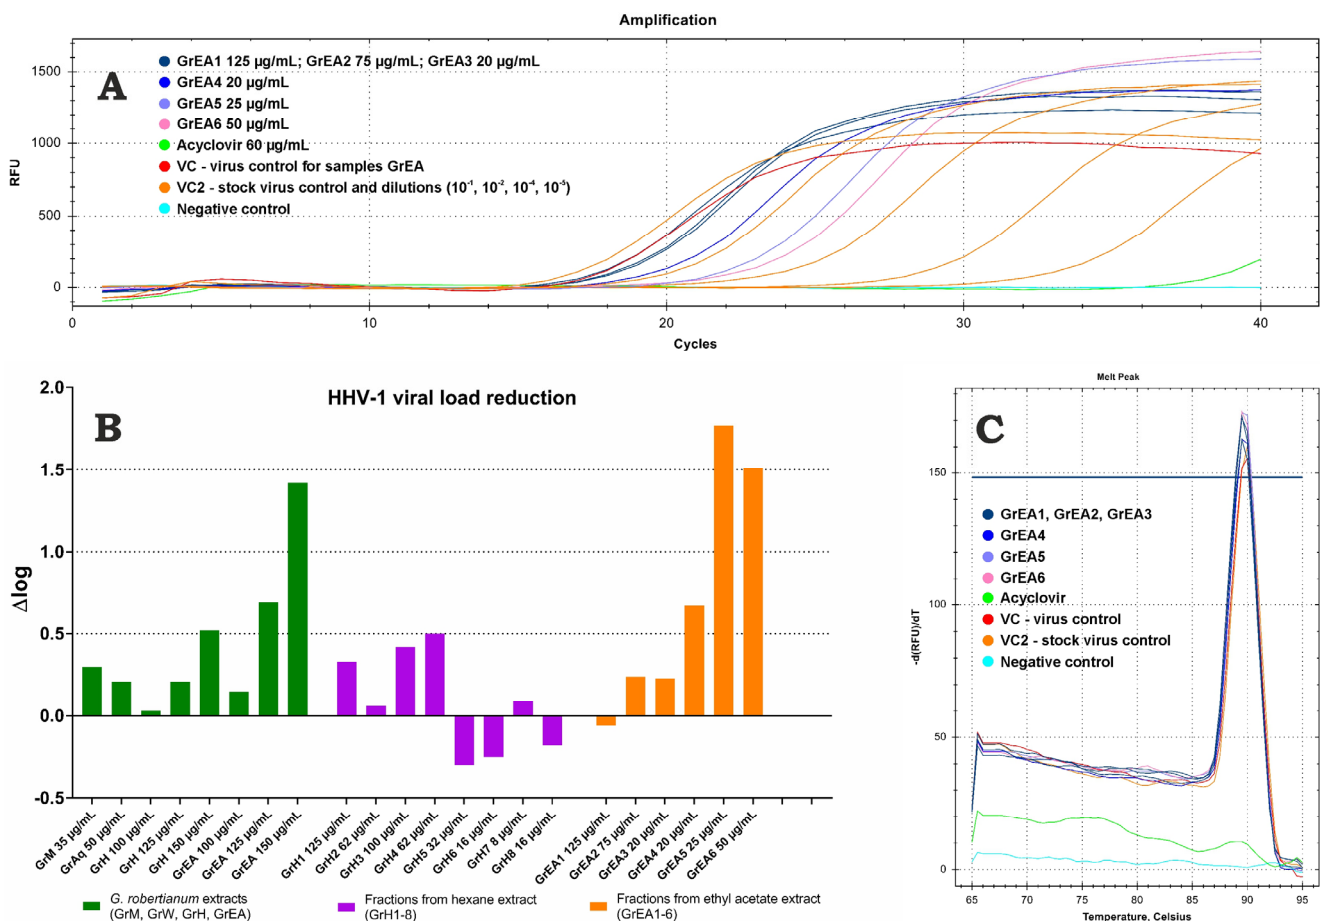 Amplification
A
GrEA1 125 µg/mL; GrEA2 75 µg/mL; GrEA3 20 µg/mL
GrEA4 20 µg/mL
GrEA5 25 µg/mL
GrEA6 50 µg/mL
Acyclovir 60 µg/mL
VC - virus control for samples GrEA
VC2 - stock virus control and dilutions (10⁻¹, 10⁻², 10⁻⁴, 10⁻⁵)
Negative control
RFU
1500
1000
500
0
0 10 20 30 40
Cycles
HHV-1 viral load reduction
B
Δlog
2.0
1.5
1.0
0.5
0.0
-0.5
GrM 35 µg/mL
GrAq 50 µg/mL
GrH 100 µg/mL
GrH 125 µg/mL
GrH 150 µg/mL
GrEA 100 µg/mL
GrEA 125 µg/mL
GrEA 150 µg/mL
GrH1 125 µg/mL
GrH2 62 µg/mL
GrH3 100 µg/mL
GrH4 62 µg/mL
GrH5 32 µg/mL
GrH6 16 µg/mL
GrH7 8 µg/mL
GrH8 16 µg/mL
GrEA1 125 µg/mL
GrEA2 75 µg/mL
GrEA3 20 µg/mL
GrEA4 20 µg/mL
GrEA5 25 µg/mL
GrEA6 50 µg/mL
G. robertianum extracts
(GrM, GrW, GrH, GrEA)
Fractions from hexane extract
(GrH1-8)
Fractions from ethyl acetate extract
(GrEA1-6)
Melt Peak
C
GrEA1, GrEA2, GrEA3
GrEA4
GrEA5
GrEA6
Acyclovir
VC - virus control
VC2 - stock virus control
Negative control
-d(RFU)/dT
150
100
50
0
65 70 75 80 85 90 95
Temperature, Celsius